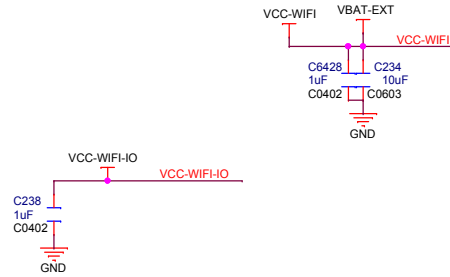 VCC-WIFI VBAT-EXT
VCC-WIFI
C6428 C234
1uF 10uF
C0402 C0603
GND
VCC-WIFI-IO
VCC-WIFI-IO
C238
1uF
C0402
GND